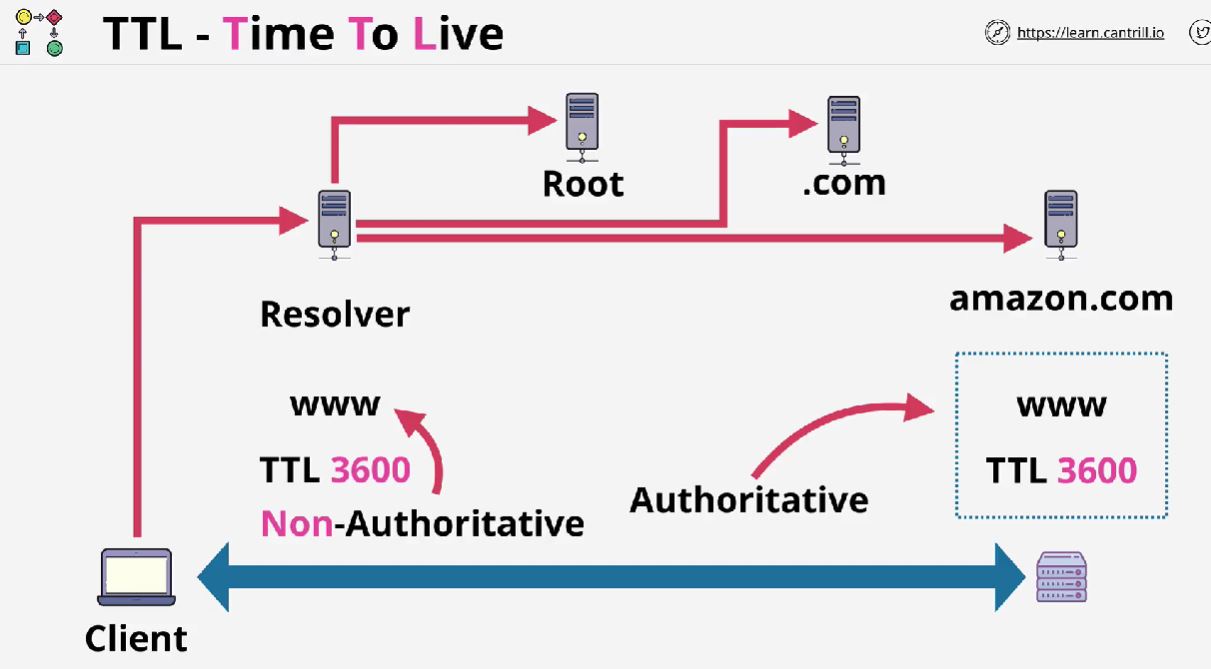 TTL - Time To Live
https://learn.cantrill.io
Root
.com
Resolver
amazon.com
www
TTL 3600
Non-Authoritative
Authoritative
www
TTL 3600
Client